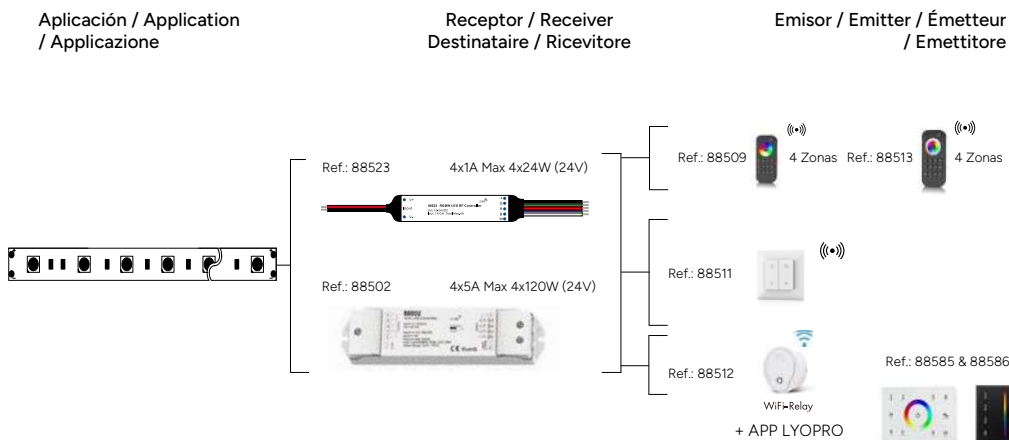 Aplicación / Application
/ Applicazione
Receptor / Receiver
Destinataire / Ricevitore
Emisor / Emitter / Émetteur
/ Emettitore
Ref.: 88523
4x1A Max 4x24W (24V)
Ref.: 88509
4 Zonas
Ref.: 88513
4 Zonas
Ref.: 88511
Ref.: 88502
4x5A Max 4x120W (24V)
Ref.: 88512
WiFi-Relay
+ APP LYOPRO
Ref.: 88585 & 88586